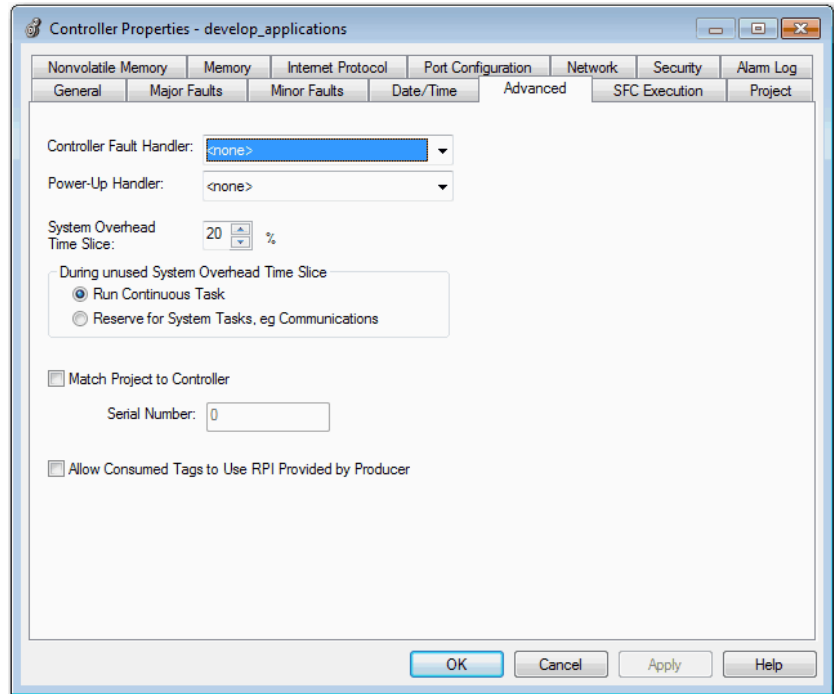 Controller Properties - develop_applications
Nonvolatile Memory Memory Internet Protocol Port Configuration Network Security Alarm Log
General Major Faults Minor Faults Date/Time Advanced SFC Execution Project
Controller Fault Handler: <none>
Power-Up Handler: <none>
System Overhead
Time Slice: 20 %
During unused System Overhead Time Slice
Run Continuous Task
Reserve for System Tasks, eg Communications
Match Project to Controller
Serial Number: 0
Allow Consumed Tags to Use RPI Provided by Producer
OK Cancel Apply Help